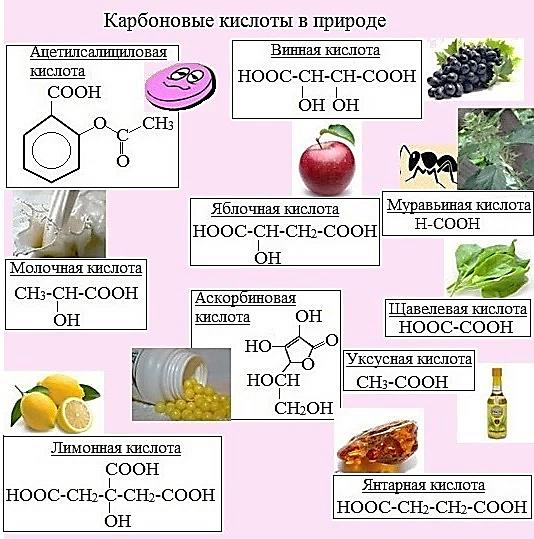 Карбоновые кислоты в природе
Ацетилсалициловая
кислота
COOH
O
C
CH3
O
Винная кислота
HOOC-CH-CH-COOH
OH OH
Яблочная кислота
HOOC-CH-CH2-COOH
OH
Муравьиная кислота
H-COOH
Молочная кислота
CH3-CH-COOH
OH
Аскорбиновая
кислота
OH
HO
O
O
HOCH
CH2OH
Щавелевая кислота
HOOC-COOH
Уксусная кислота
CH3-COOH
Лимонная кислота
COOH
HOOC-CH2-C-CH2-COOH
OH
Янтарная кислота
HOOC-CH2-CH2-COOH